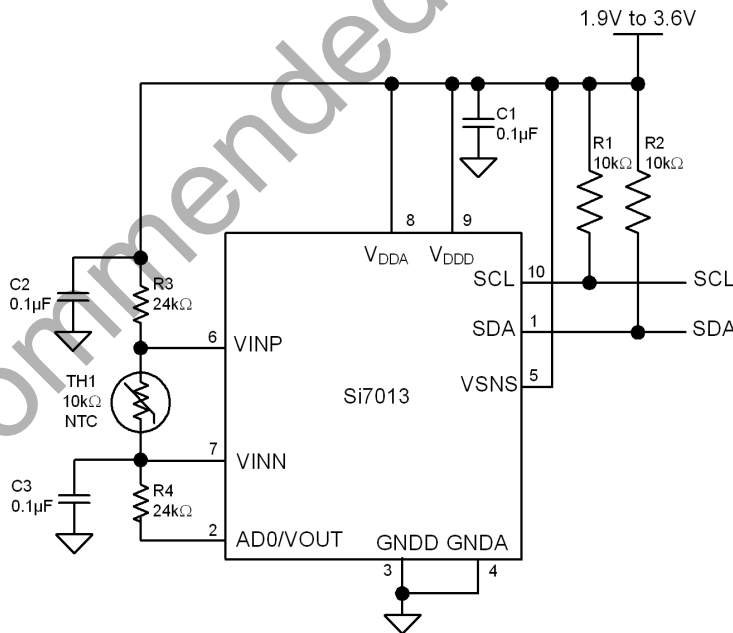 1.9V to 3.6V
C1
0.1µF
R1
10kΩ
R2
10kΩ
8
9
VDDA
VDDD
C2
0.1µF
R3
24kΩ
SCL
10
SCL
SDA
1
SDA
6
VINP
VSNS
5
TH1
10kΩ
NTC
Si7013
7
VINN
C3
0.1µF
R4
24kΩ
2
AD0/VOUT
GNDD
GNDA
3
4
ommended